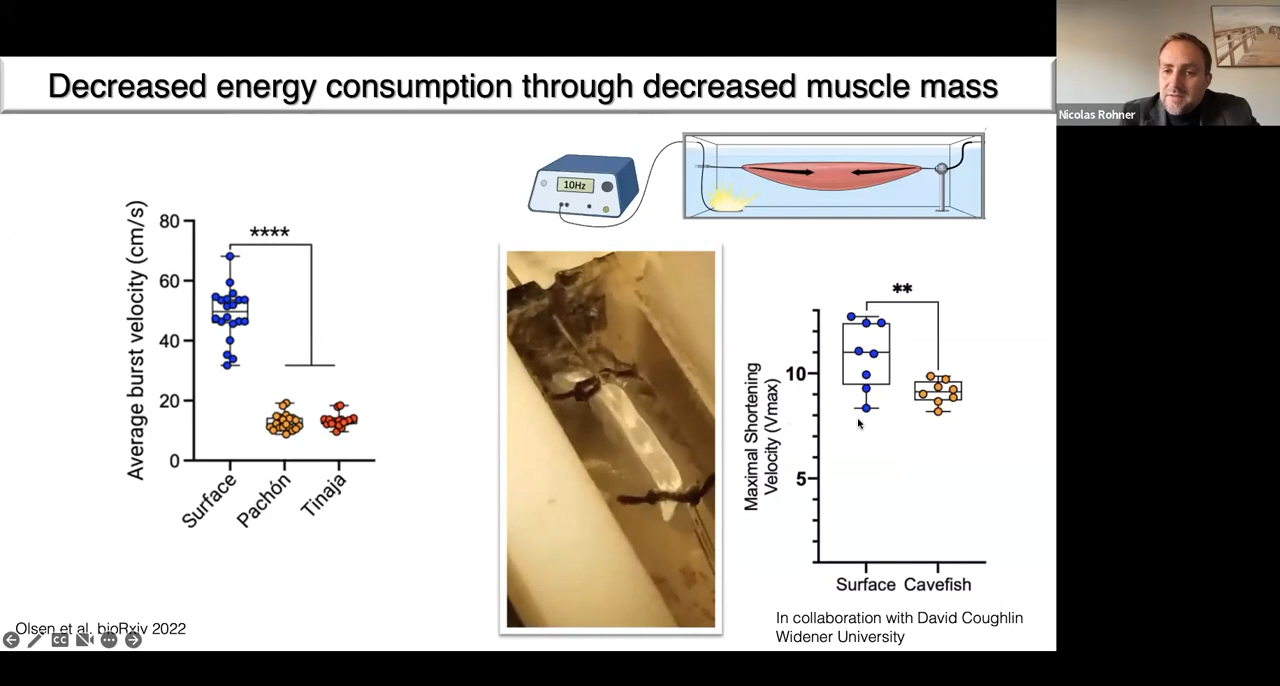 Decreased energy consumption through decreased muscle mass
Nicolas Rohner
10Hz
Average burst velocity (cm/s)
80
60
40
20
0
****
Surface
Pachón
Tinaja
Maximal Shortening
Velocity (Vmax)
10
5
**
Surface Cavefish
In collaboration with David Coughlin
Widener University
Olsen et al. bioRxiv 2022
CC